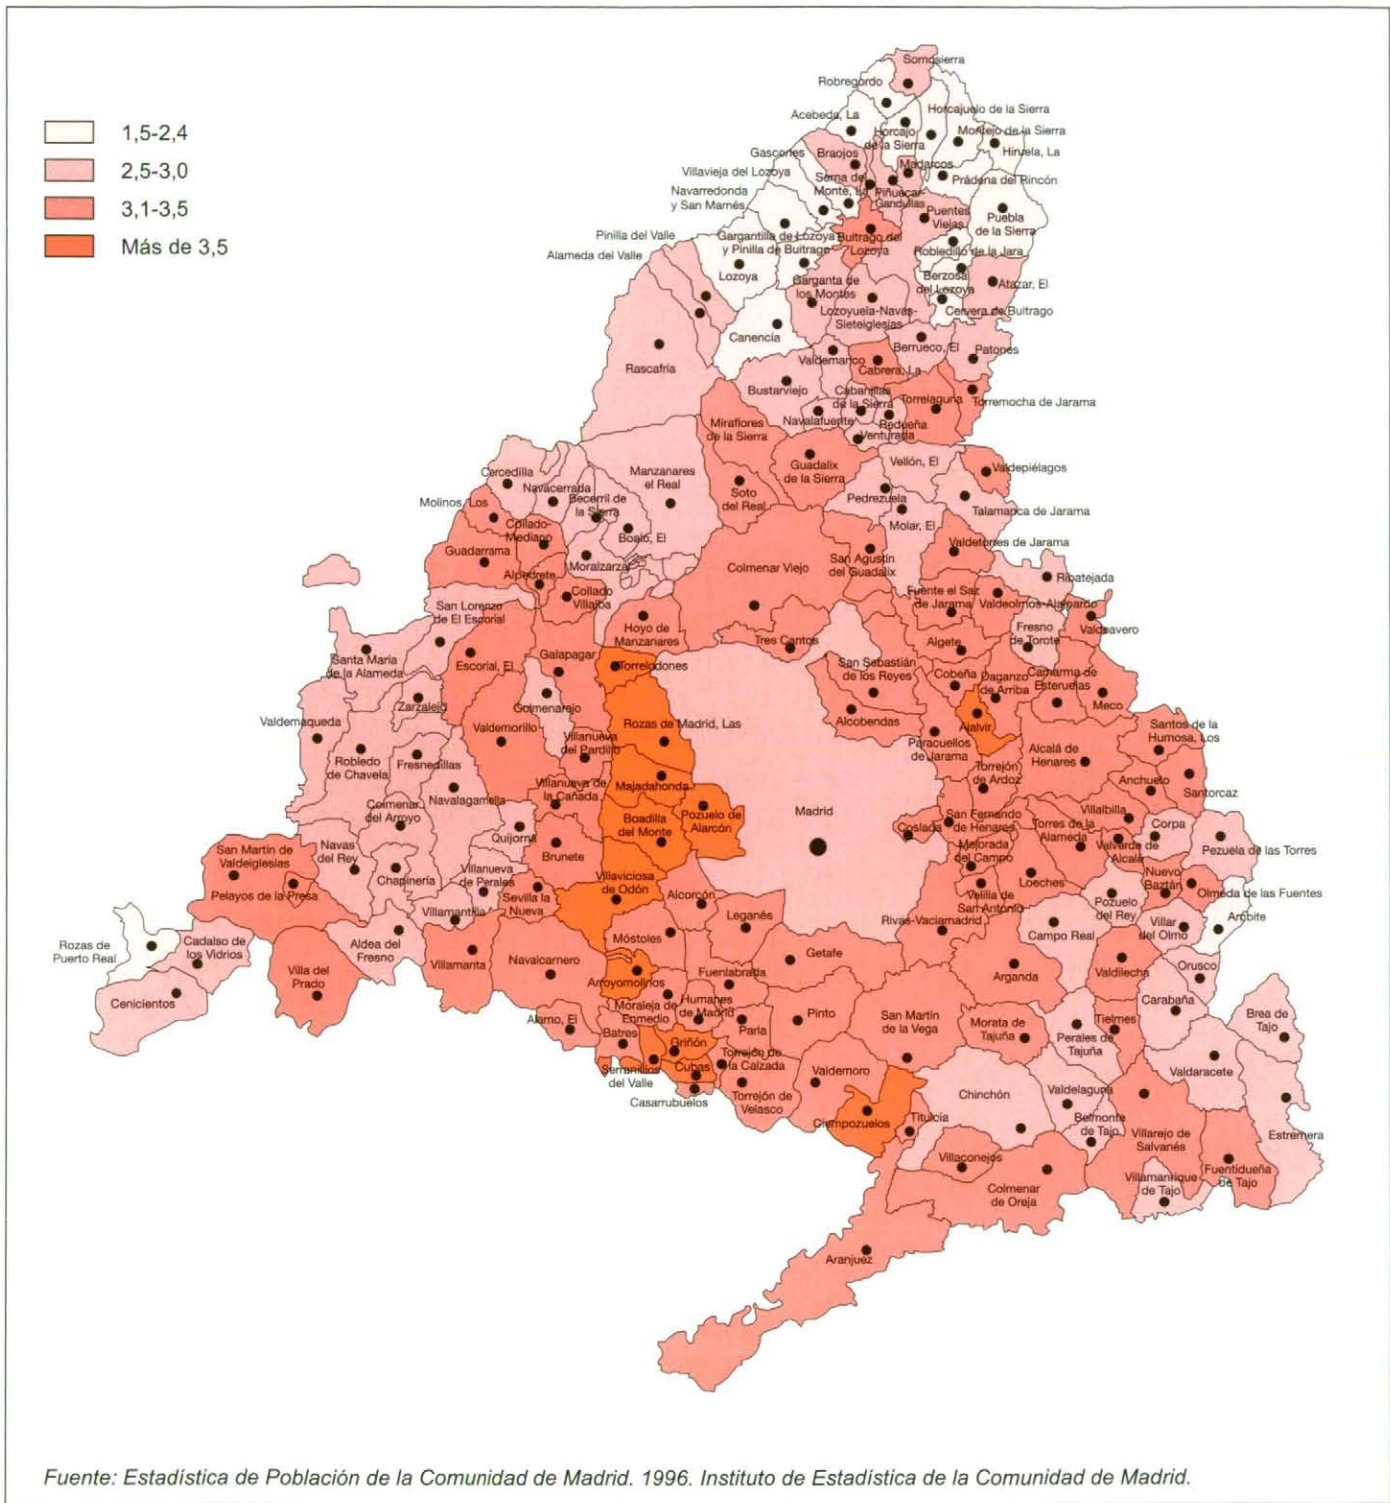 1,5-2,4
2,5-3,0
3,1-3,5
Más de 3,5
Somosierra
Robregordo
Horcajuelo de la Sierra
Acebeda, La
Horcajo
de la Sierra
Montejo de la Sierra
Hiruela, La
Gascones
Braojos
Madarcos
Villavieja del Lozoya
Serna del
Monte, La
Prádena del Rincón
Navarredonda
y San Mamés
Piñuécar-
Gandullas
Puentes
Viejas
Puebla
de la Sierra
Pinilla del Valle
Gargantilla de Lozoya
y Pinilla de Buitrago
Buitrago del
Lozoya
Robledillo de la Jara
Alameda del Valle
Lozoya
Garganta de
los Montes
Berzosa
del Lozoya
Atazar, El
Lozoyuela-Navas-
Sieteiglesias
Cervera de Buitrago
Canencia
Berrueco, El
Patones
Rascafría
Valdemanco
Cabrera, La
Bustarviejo
Cabanillas
de la Sierra
Torrelaguna
Torremocha de Jarama
Miraflores
de la Sierra
Navalafuente
Redueña
Venturada
Guadalix
de la Sierra
Vellón, El
Valdepiélagos
Cercedilla
Navacerrada
Manzanares
el Real
Becerril de
la Sierra
Soto
del Real
Pedrezuela
Molinos, Los
Talamanca de Jarama
Collado-
Mediano
Boalo, El
Molar, El
Guadarrama
Moralzarzal
Valdetorres de Jarama
Alpedrete
Colmenar Viejo
San Agustín
del Guadalix
Ribatejada
Collado
Villalba
Fuente el Saz
de Jarama
Valdeolmos-Alalpardo
San Lorenzo
de El Escorial
Hoyo de
Manzanares
Tres Cantos
Algete
Fresno
de Torote
Valdeavero
Santa María
de la Alameda
Escorial, El
Galapagar
Torrelodones
San Sebastián
de los Reyes
Cobeña
Daganzo
de Arriba
Camarma de
Esteruelas
Meco
Zarzalejo
Colmenarejo
Valdemaqueda
Valdemorillo
Rozas de Madrid, Las
Alcobendas
Ajalvir
Santos de la
Humosa, Los
Villanueva
del Pardillo
Paracuellos
de Jarama
Alcalá de
Henares
Robledo
de Chavela
Fresnedillas
Torrejón
de Ardoz
Anchuelo
Santorcaz
Navalagamella
Villanueva de
la Cañada
Majadahonda
Colmenar
del Arroyo
Boadilla
del Monte
Pozuelo de
Alarcón
Madrid
San Fernando
de Henares
Torres de la
Alameda
Villalbilla
Corpa
Coslada
Quijorna
Mejorada
del Campo
Valverde de
Alcalá
Pezuela de las Torres
San Martín de
Valdeiglesias
Navas
del Rey
Brunete
Loeches
Nuevo
Baztán
Chapinería
Villanueva
de Perales
Villaviciosa
de Odón
Pelayos de la Presa
Sevilla la
Nueva
Alcorcón
Velilla de
San Antonio
Pozuelo
del Rey
Olmeda de las Fuentes
Villamantilla
Leganés
Rivas-Vaciamadrid
Campo Real
Villar
del Olmo
Ambite
Rozas de
Puerto Real
Cadalso de
los Vidrios
Aldea del
Fresno
Villamanta
Móstoles
Getafe
Navalcarnero
Arganda
Valdilecha
Orusco
Villa del
Prado
Arroyomolinos
Fuenlabrada
Cenicientos
Moraleja de
Enmedio
Humanes
de Madrid
Carabaña
Álamo, El
Batres
Parla
Pinto
San Martín
de la Vega
Morata de
Tajuña
Perales de
Tajuña
Tielmes
Brea de
Tajo
Griñón
Torrejón de
la Calzada
Serranillos
del Valle
Cubas
Valdemoro
Valdaracete
Casarrubuelos
Torrejón de
Velasco
Chinchón
Valdelaguna
Ciempozuelos
Titulcia
Belmonte
de Tajo
Villarejo de
Salvanés
Estremera
Villaconejos
Fuentidueña
de Tajo
Villamanrique
de Tajo
Colmenar
de Oreja
Aranjuez
Fuente: Estadística de Población de la Comunidad de Madrid. 1996. Instituto de Estadística de la Comunidad de Madrid.